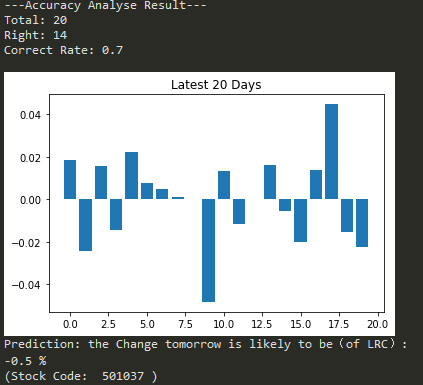 ---Accuracy Analyse Result---
Total: 20
Right: 14
Correct Rate: 0.7
Latest 20 Days
0.04
0.02
0.00
−0.02
−0.04
0.0 2.5 5.0 7.5 10.0 12.5 15.0 17.5 20.0
Prediction: the Change tomorrow is likely to be（of LRC）:
-0.5 %
(Stock Code:  501037 )